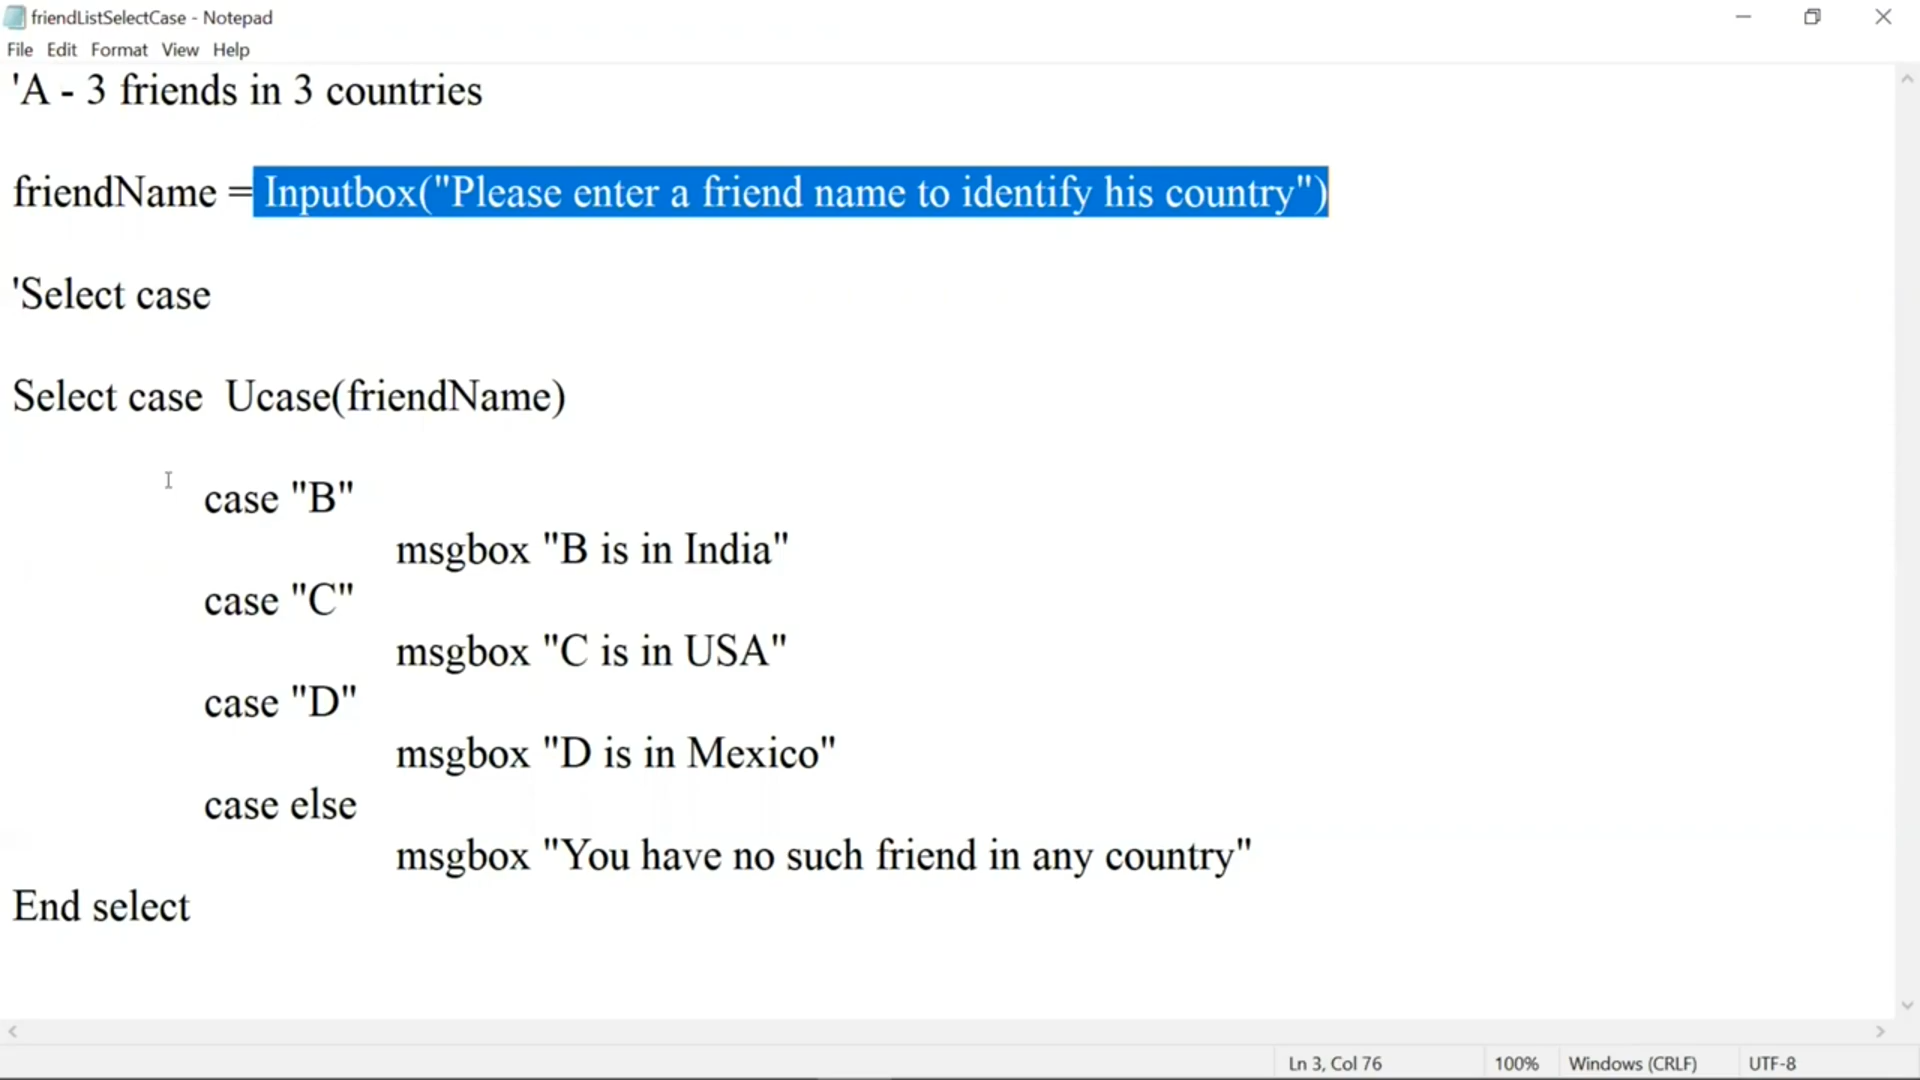 friendListSelectCase - Notepad
File Edit Format View Help
'A - 3 friends in 3 countries
friendName = Inputbox("Please enter a friend name to identify his country")
'Select case
Select case  Ucase(friendName)
case "B"
msgbox "B is in India"
case "C"
msgbox "C is in USA"
case "D"
msgbox "D is in Mexico"
case else
msgbox "You have no such friend in any country"
End select
Ln 3, Col 76 100% Windows (CRLF) UTF-8